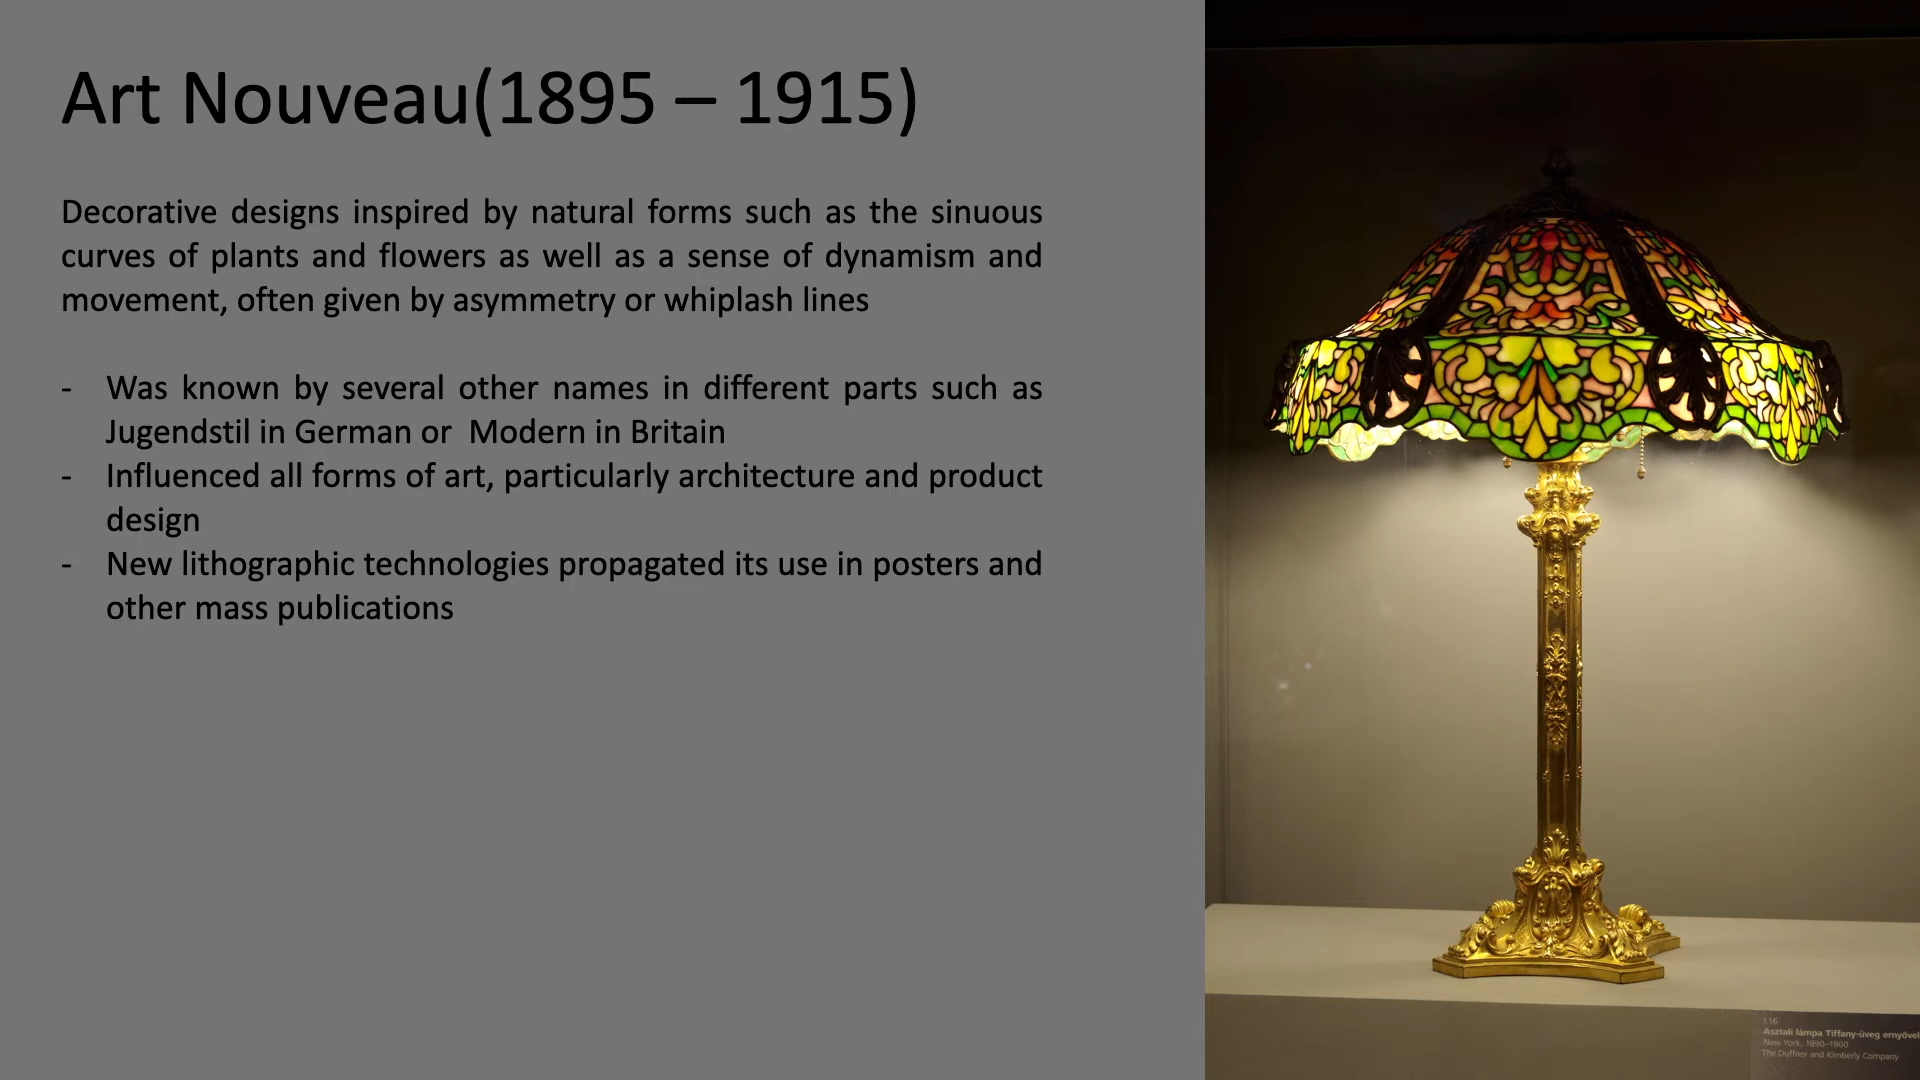 Art Nouveau(1895 – 1915)
Decorative designs inspired by natural forms such as the sinuous
curves of plants and flowers as well as a sense of dynamism and
movement, often given by asymmetry or whiplash lines
- Was known by several other names in different parts such as
Jugendstil in German or  Modern in Britain
- Influenced all forms of art, particularly architecture and product
design
- New lithographic technologies propagated its use in posters and
other mass publications
116
Asztali lámpa Tiffany-üveg ernyővel
New York, 1890–1900
The Duffner and Kimberly Company